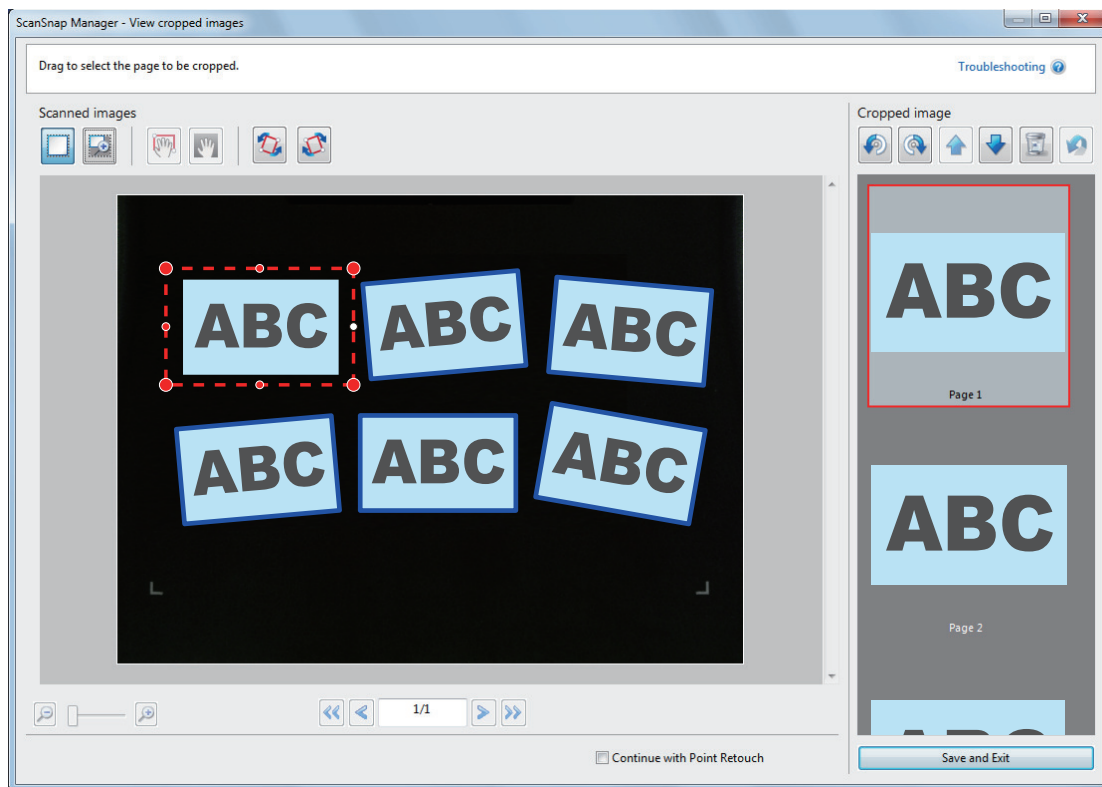 ScanSnap Manager - View cropped images
Drag to select the page to be cropped.
Troubleshooting
Scanned images
ABC ABC ABC
ABC ABC ABC
1/1
Continue with Point Retouch
Cropped image
ABC
Page 1
ABC
Page 2
Save and Exit